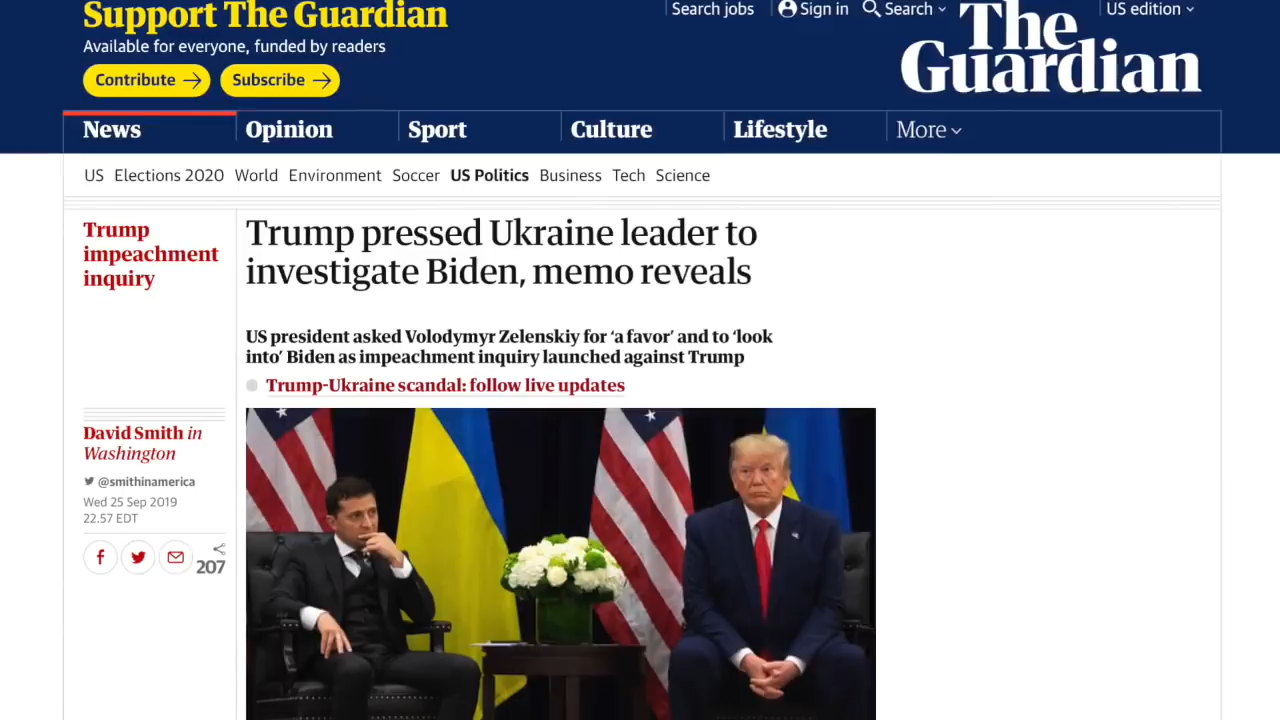 Support The Guardian
Available for everyone, funded by readers
Contribute
Subscribe
Search jobs
Sign in
Search
US edition
The
Guardian
News
Opinion
Sport
Culture
Lifestyle
More
US
Elections 2020
World
Environment
Soccer
US Politics
Business
Tech
Science
Trump
impeachment
inquiry
Trump pressed Ukraine leader to
investigate Biden, memo reveals
US president asked Volodymyr Zelenskiy for ‘a favor’ and to ‘look
into’ Biden as impeachment inquiry launched against Trump
Trump-Ukraine scandal: follow live updates
David Smith in
Washington
@smithinamerica
Wed 25 Sep 2019
22.57 EDT
207